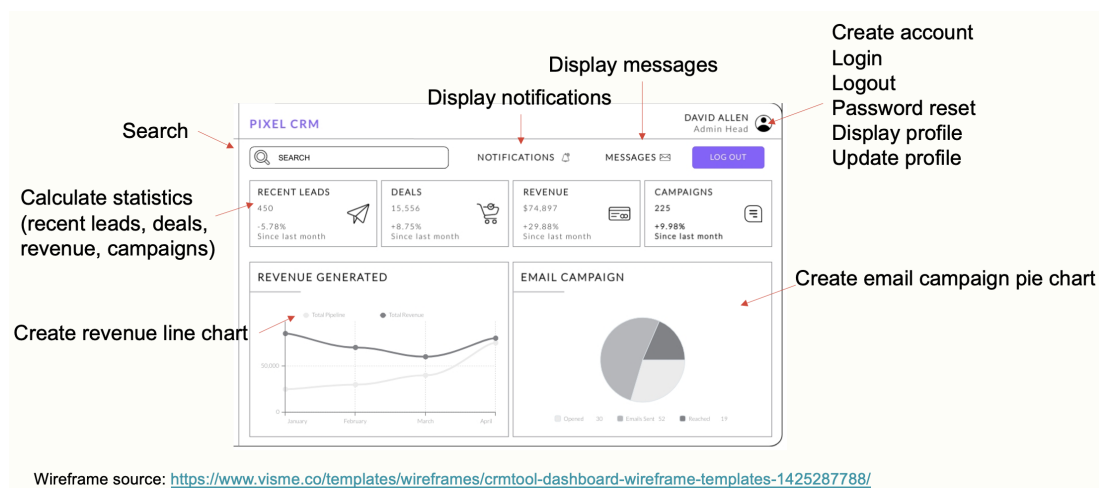 Create account
Login
Logout
Password reset
Display profile
Update profile
Display messages
Display notifications
Search
Calculate statistics
(recent leads, deals,
revenue, campaigns)
Create revenue line chart
Create email campaign pie chart
PIXEL CRM
DAVID ALLEN
Admin Head
SEARCH
NOTIFICATIONS
MESSAGES
LOG OUT
RECENT LEADS
450
-5.78%
Since last month
DEALS
15,556
+8.75%
Since last month
REVENUE
$74,897
+29.88%
Since last month
CAMPAIGNS
225
+9.98%
Since last month
REVENUE GENERATED
Total Pipeline
Total Revenue
50,000
0
January February March April
EMAIL CAMPAIGN
Opened 30 Emails Sent 52 Reached 19
Wireframe source: https://www.visme.co/templates/wireframes/crmtool-dashboard-wireframe-templates-1425287788/